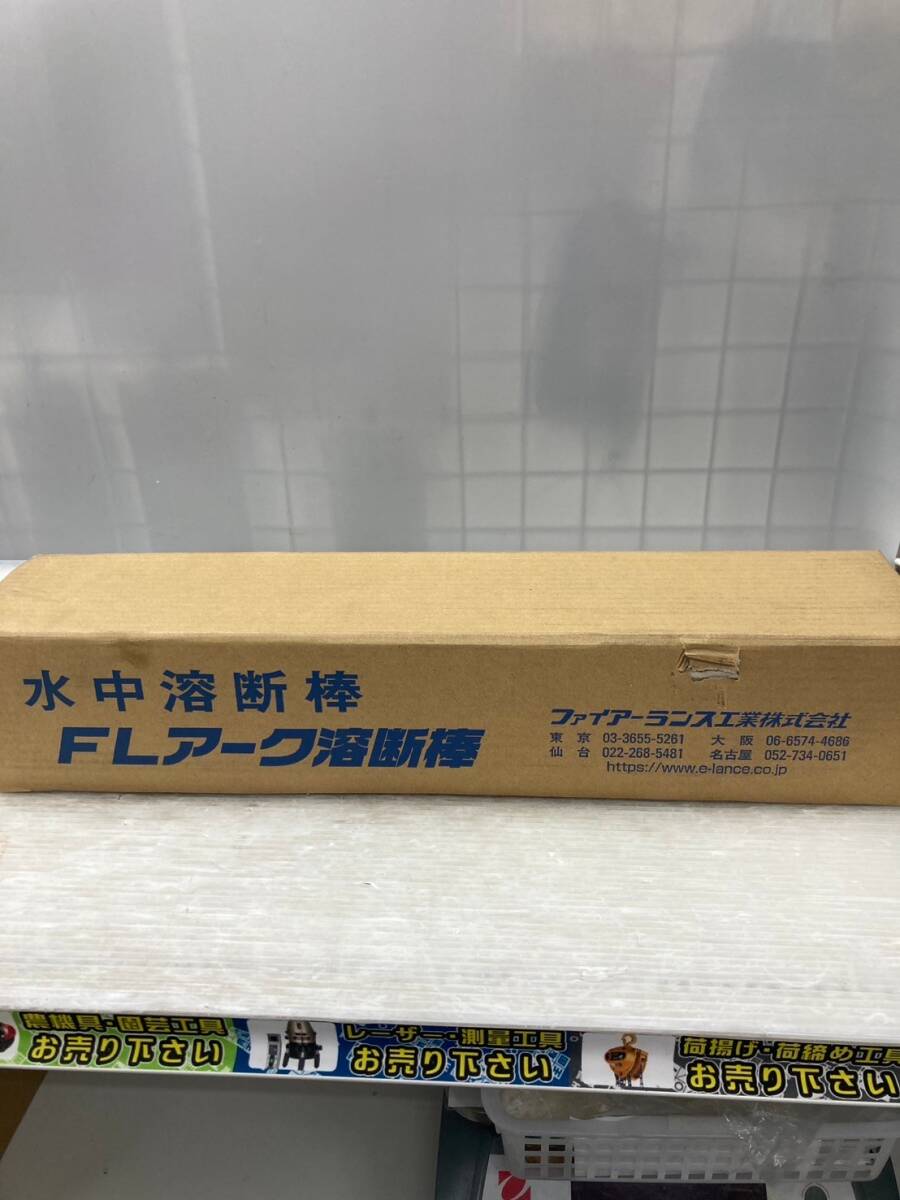 水中溶断棒
FLアーク溶断棒
ファイアーランス工業株式会社
東京 03-3655-5261 大阪 06-6574-4686
仙台 022-268-5481 名古屋 052-734-0651
https://www.e-lance.co.jp
農機具・園芸工具
お売り下さい
レーザー・測量工具
お売り下さい
荷揚げ・荷締め工具
お売り下さい